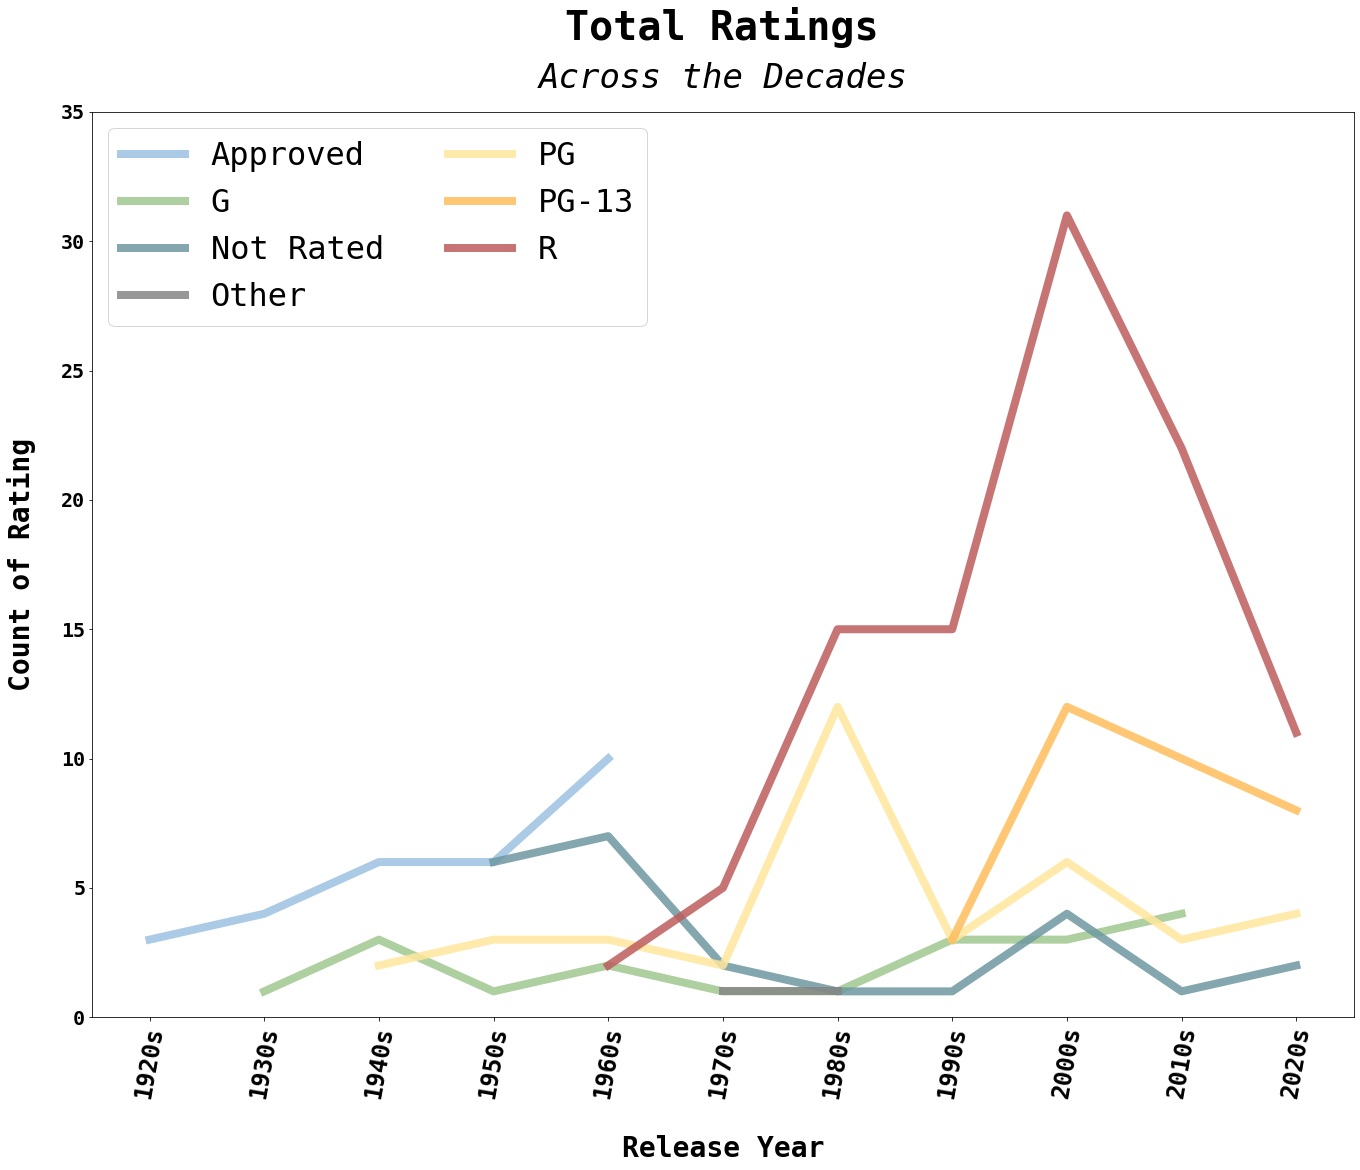 Total Ratings
Across the Decades
35
30
25
20
15
10
5
0
Count of Rating
Approved
G
Not Rated
Other
PG
PG-13
R
1920s
1930s
1940s
1950s
1960s
1970s
1980s
1990s
2000s
2010s
2020s
Release Year